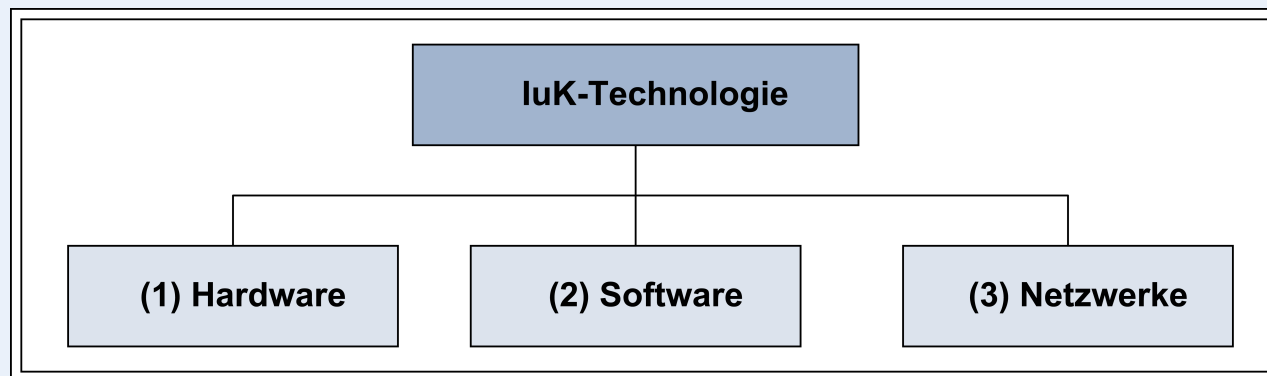 IuK-Technologie
(1) Hardware
(2) Software
(3) Netzwerke